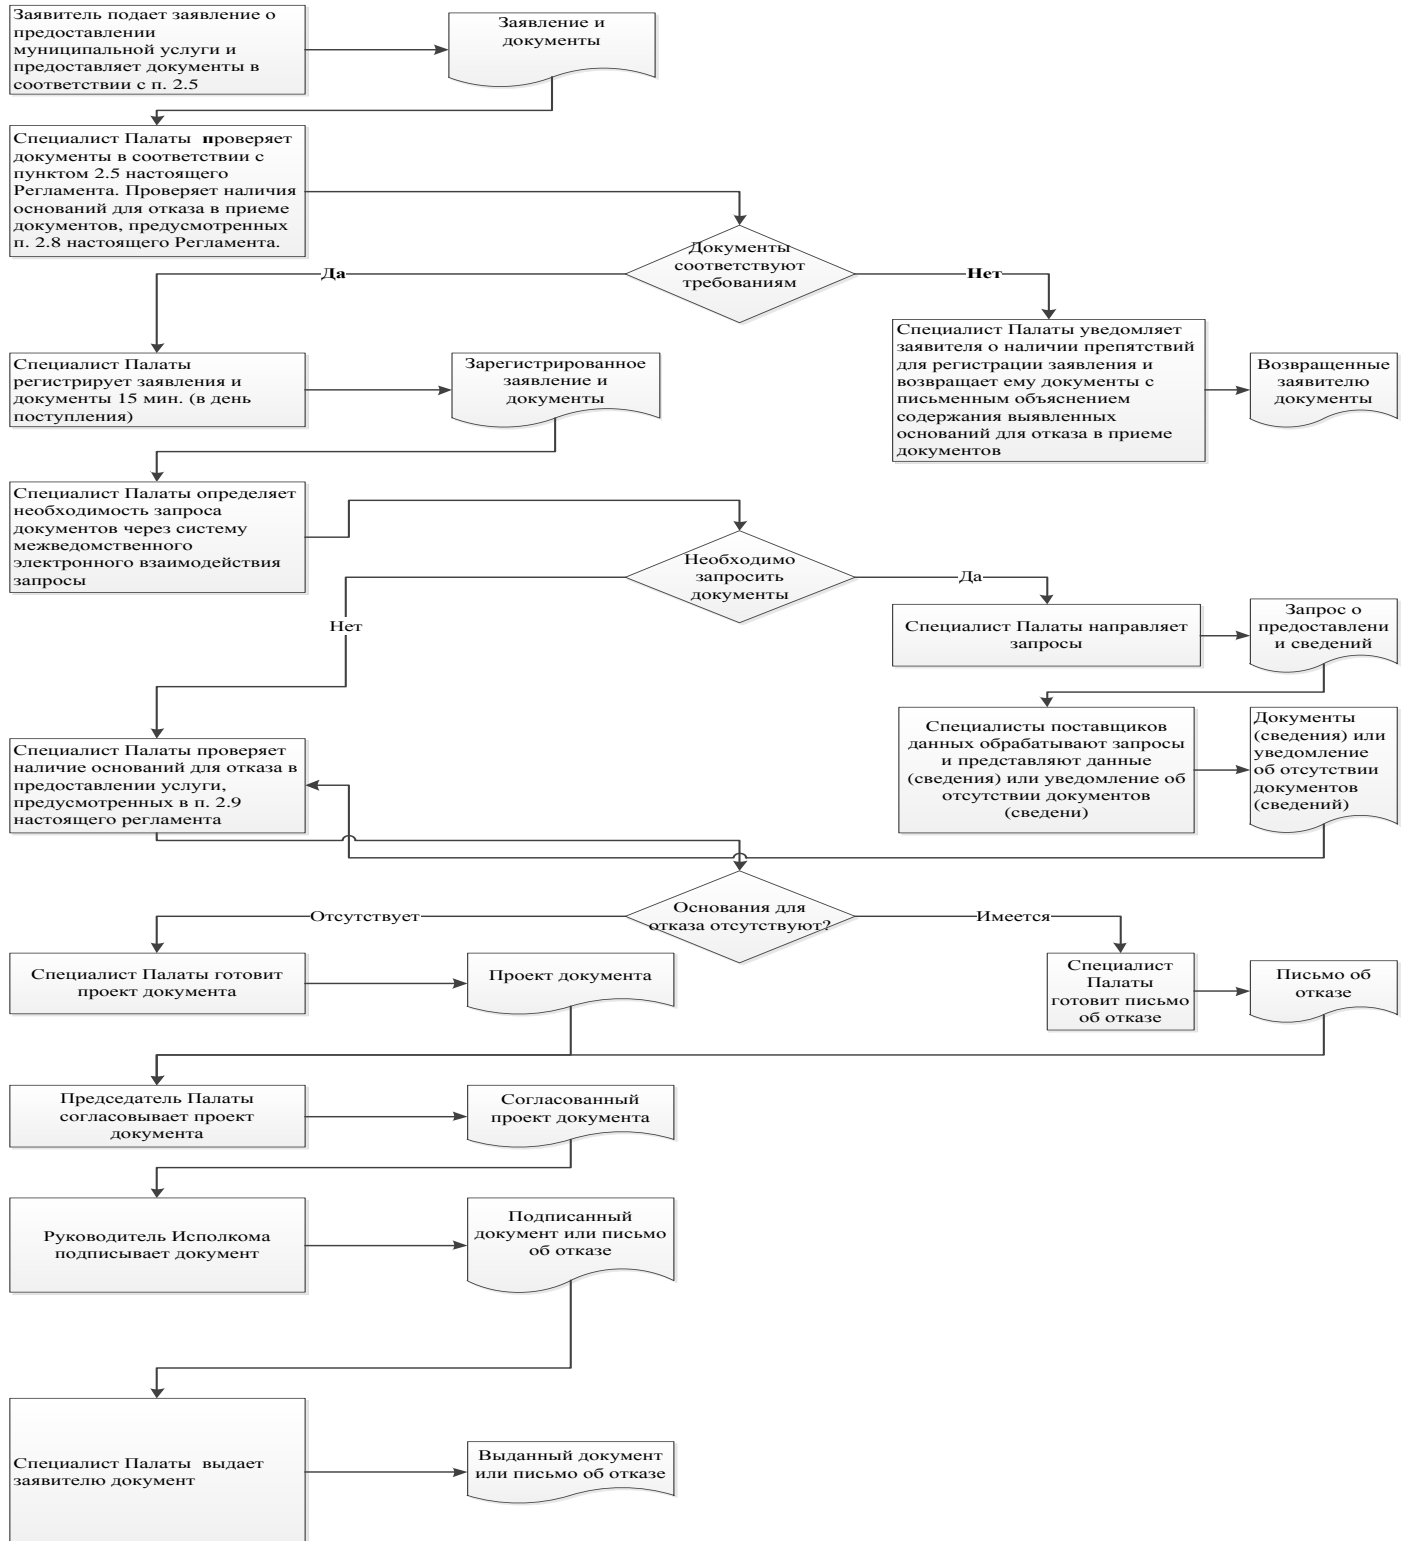 Заявитель подает заявление о
предоставлении
муниципальной услуги и
предоставляет документы в
соответствии с п. 2.5
Заявление и
документы
Специалист Палаты  проверяет
документы в соответствии с
пунктом 2.5 настоящего
Регламента. Проверяет наличия
оснований для отказа в приеме
документов, предусмотренных
п. 2.8 настоящего Регламента.
Документы
соответствуют
требованиям
Да
Нет
Специалист Палаты
регистрирует заявления и
документы 15 мин. (в день
поступления)
Зарегистрированное
заявление и
документы
Специалист Палаты уведомляет
заявителя о наличии препятствий
для регистрации заявления и
возвращает ему документы с
письменным объяснением
содержания выявленных
оснований для отказа в приеме
документов
Возвращенные
заявителю
документы
Специалист Палаты определяет
необходимость запроса
документов через систему
межведомственного
электронного взаимодействия
запросы
Необходимо
запросить
документы
Да
Нет
Специалист Палаты направляет
запросы
Запрос о
предоставлени
и сведений
Специалист Палаты проверяет
наличие оснований для отказа в
предоставлении услуги,
предусмотренных в п. 2.9
настоящего регламента
Специалисты поставщиков
данных обрабатывают запросы
и представляют данные
(сведения) или уведомление об
отсутствии документов
(сведени)
Документы
(сведения) или
уведомление
об отсутствии
документов
(сведений)
Основания для
отказа отсутствуют?
Отсутствует
Имеется
Специалист Палаты готовит
проект документа
Проект документа
Специалист
Палаты
готовит письмо
об отказе
Письмо об
отказе
Председатель Палаты
согласовывает проект
документа
Согласованный
проект документа
Руководитель Исполкома
подписывает документ
Подписанный
документ или письмо
об отказе
Специалист Палаты  выдает
заявителю документ
Выданный документ
или письмо об отказе